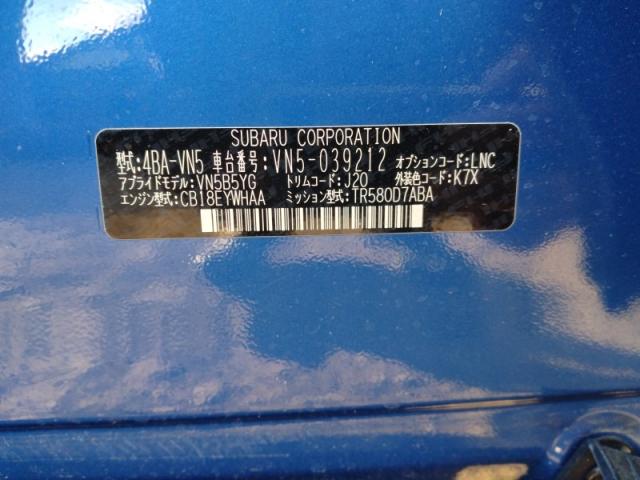 SUBARU CORPORATION
型式:4BA-VN5 車台番号:VN5-039212 オプションコード:LNC
アプライドモデル:VN5B5YG トリムコード:J20 外装色コード:K7X
エンジン型式:CB18EYWHAA ミッション型式:TR580D7ABA